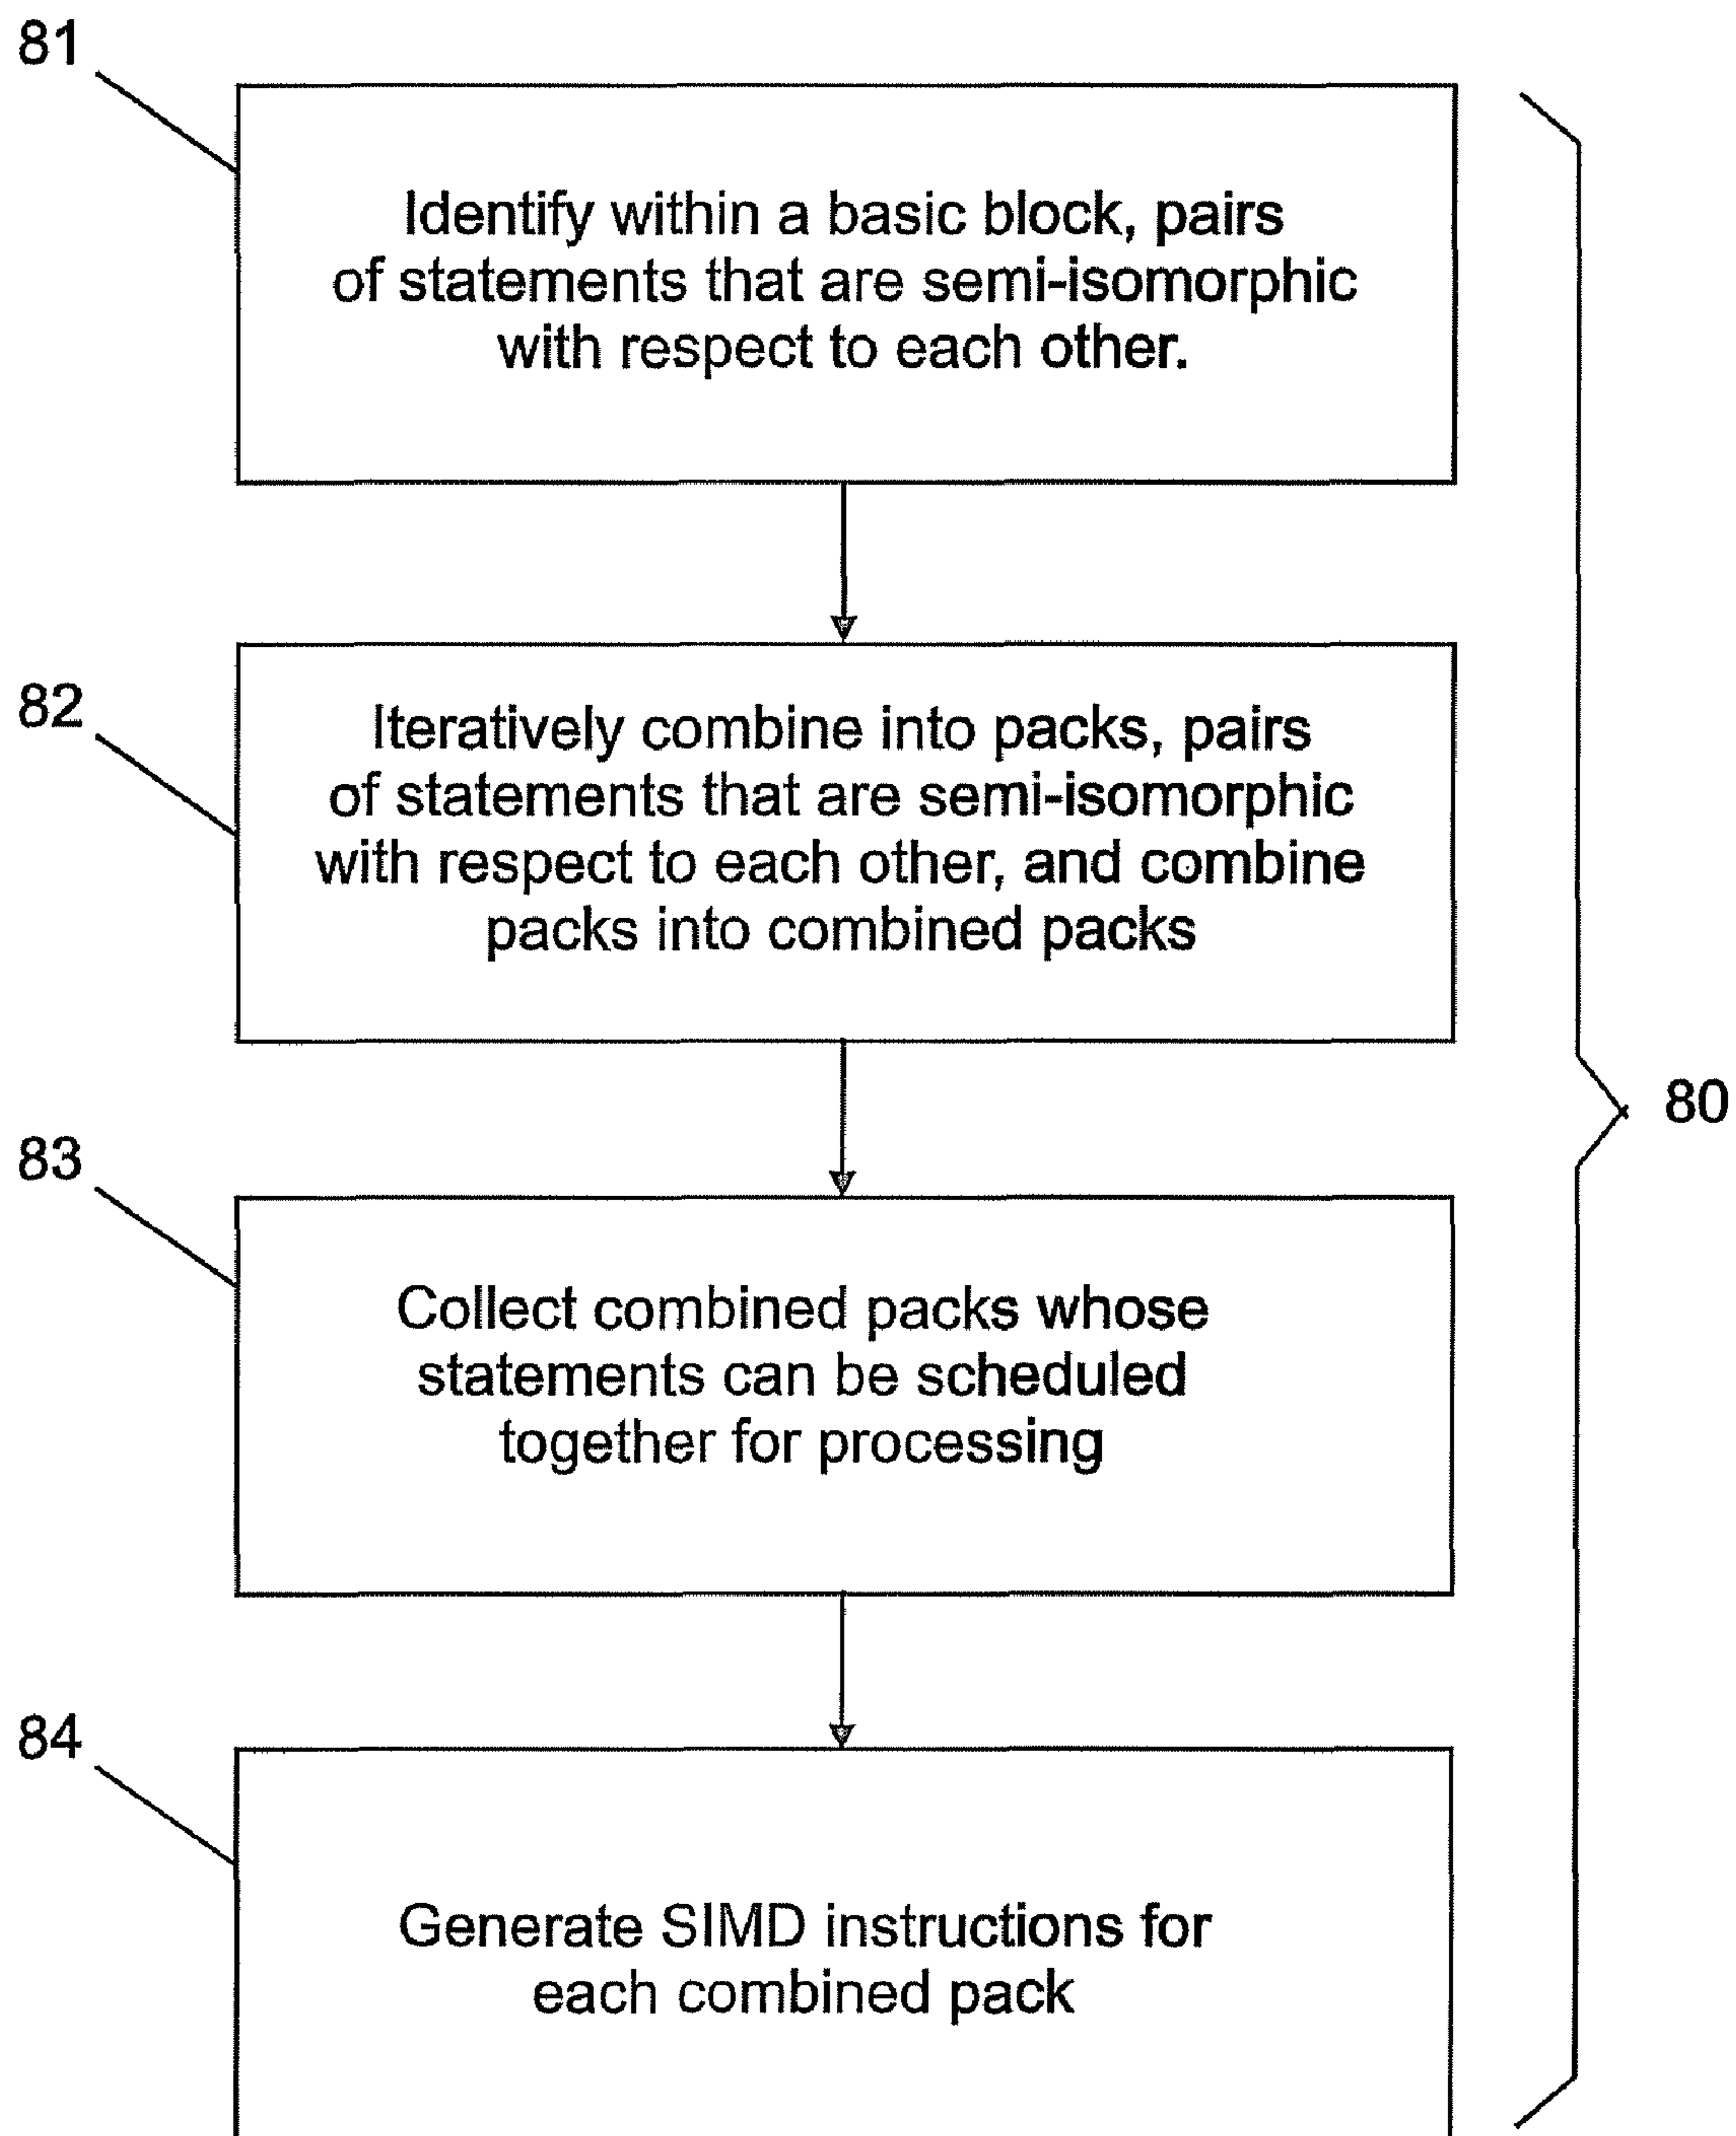 81
Identify within a basic block, pairs
of statements that are semi-isomorphic
with respect to each other.
82
Iteratively combine into packs, pairs
of statements that are semi-isomorphic
with respect to each other, and combine
packs into combined packs
80
83
Collect combined packs whose
statements can be scheduled
together for processing
84
Generate SIMD instructions for
each combined pack